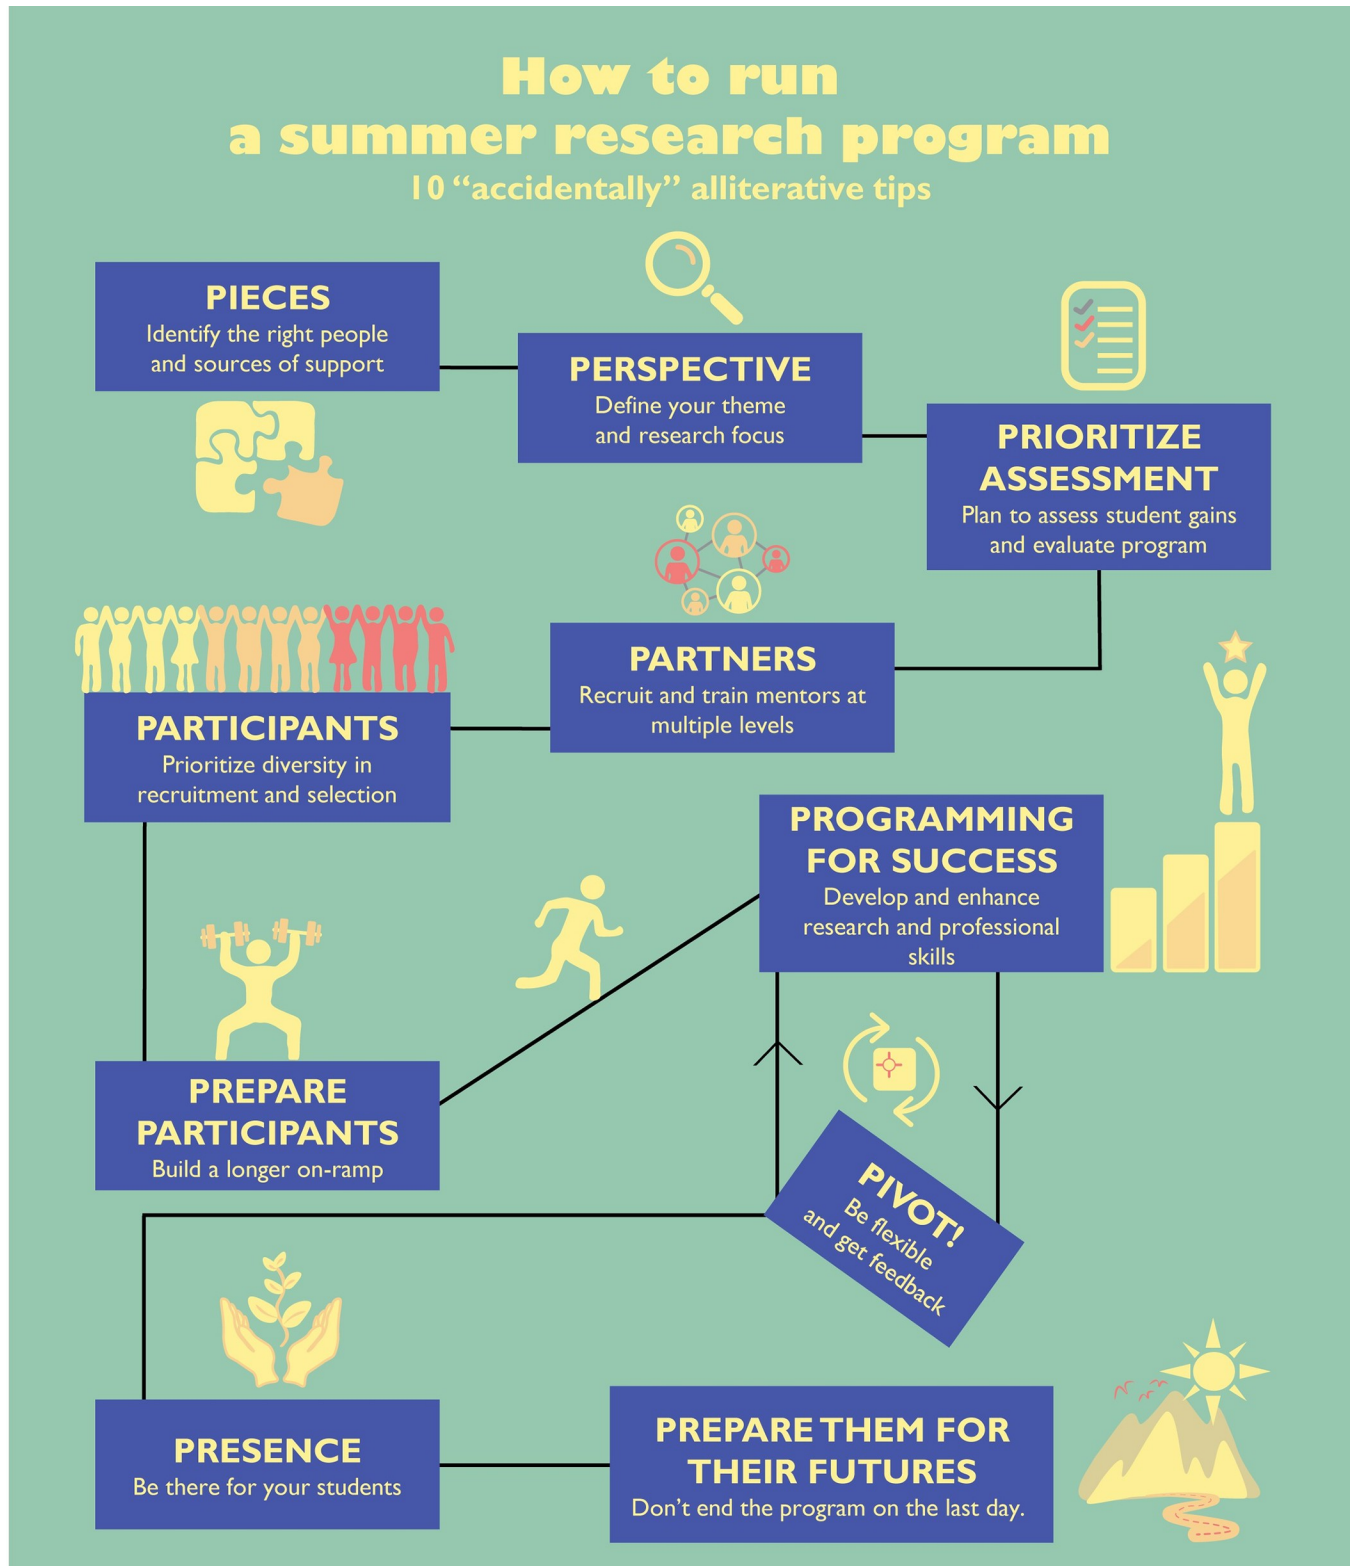 How to run
a summer research program
10 “accidentally” alliterative tips
PIECES
Identify the right people
and sources of support
PERSPECTIVE
Define your theme
and research focus
PRIORITIZE
ASSESSMENT
Plan to assess student gains
and evaluate program
PARTNERS
Recruit and train mentors at
multiple levels
PARTICIPANTS
Prioritize diversity in
recruitment and selection
PREPARE
PARTICIPANTS
Build a longer on-ramp
PROGRAMMING
FOR SUCCESS
Develop and enhance
research and professional
skills
PIVOT!
Be flexible
and get feedback
PRESENCE
Be there for your students
PREPARE THEM FOR
THEIR FUTURES
Don’t end the program on the last day.